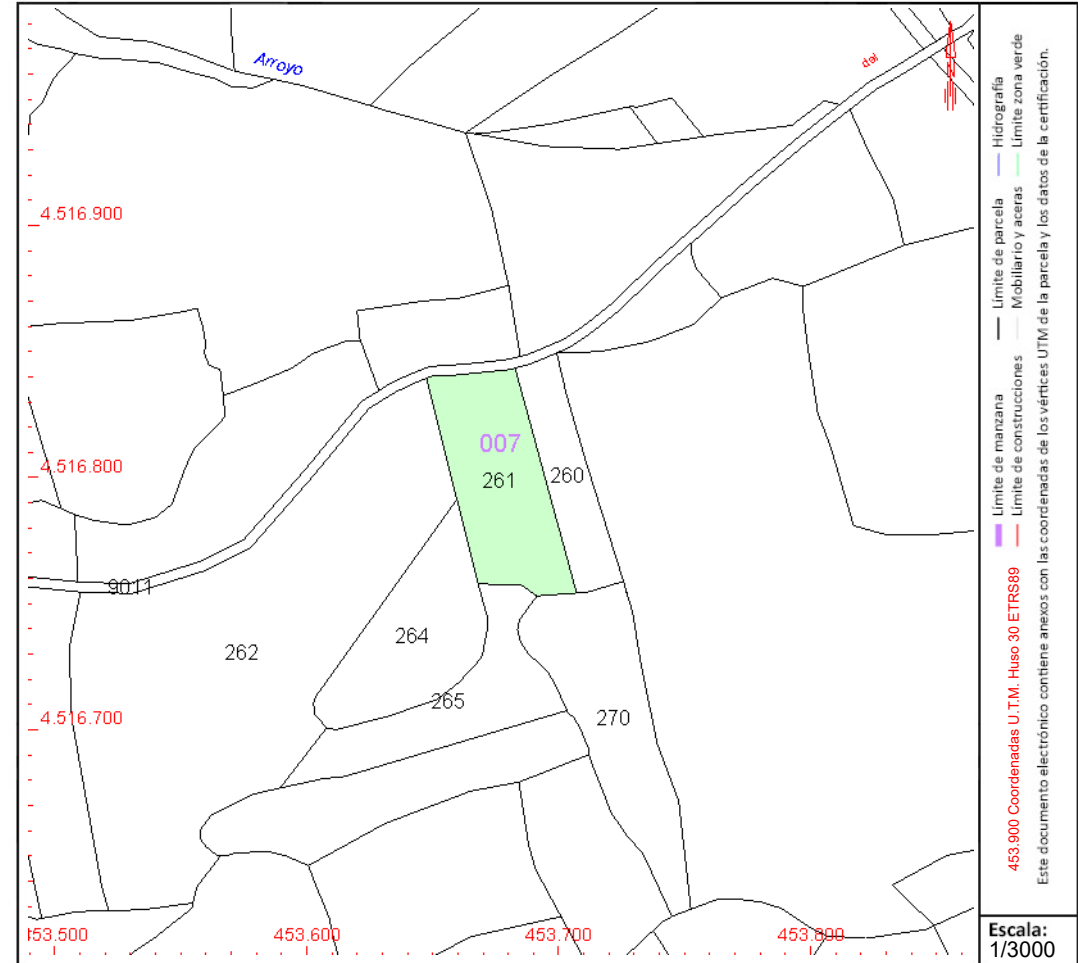 Arroyo
del
4.516.900
007
4.516.800
261
260
9011
264
262
265
4.516.700
270
453.500
453.600
453.700
453.800
Límite de manzana
Límite de parcela
Hidrografía
Límite de construcciones
Mobiliario y aceras
Límite zona verde
453.900 Coordenadas U.T.M. Huso 30 ETRS89
Este documento electrónico contiene anexos con las coordenadas de los vértices UTM de la parcela y los datos de la certificación.
Escala:
1/3000